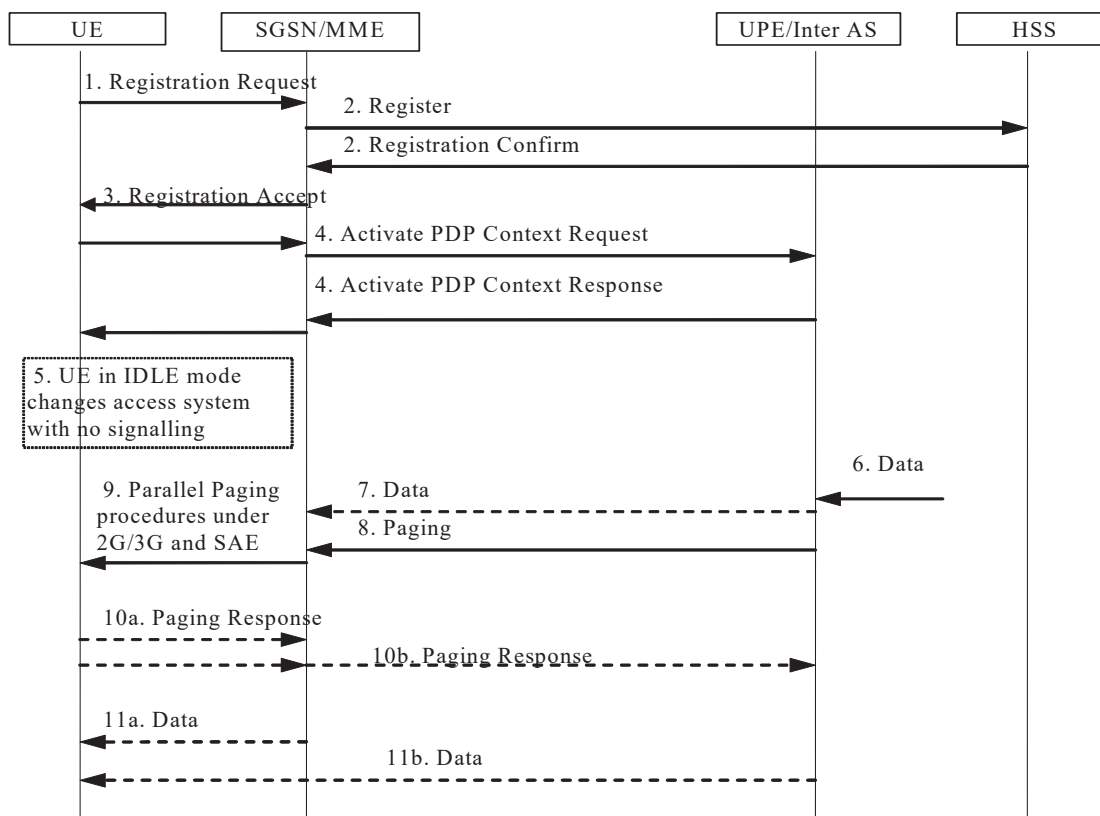 UE
SGSN/MME
UPE/Inter AS
HSS
1. Registration Request
2. Register
2. Registration Confirm
3. Registration Accept
4. Activate PDP Context Request
4. Activate PDP Context Response
5. UE in IDLE mode
changes access system
with no signalling
6. Data
7. Data
8. Paging
9. Parallel Paging
procedures under
2G/3G and SAE
10a. Paging Response
10b. Paging Response
11a. Data
11b. Data